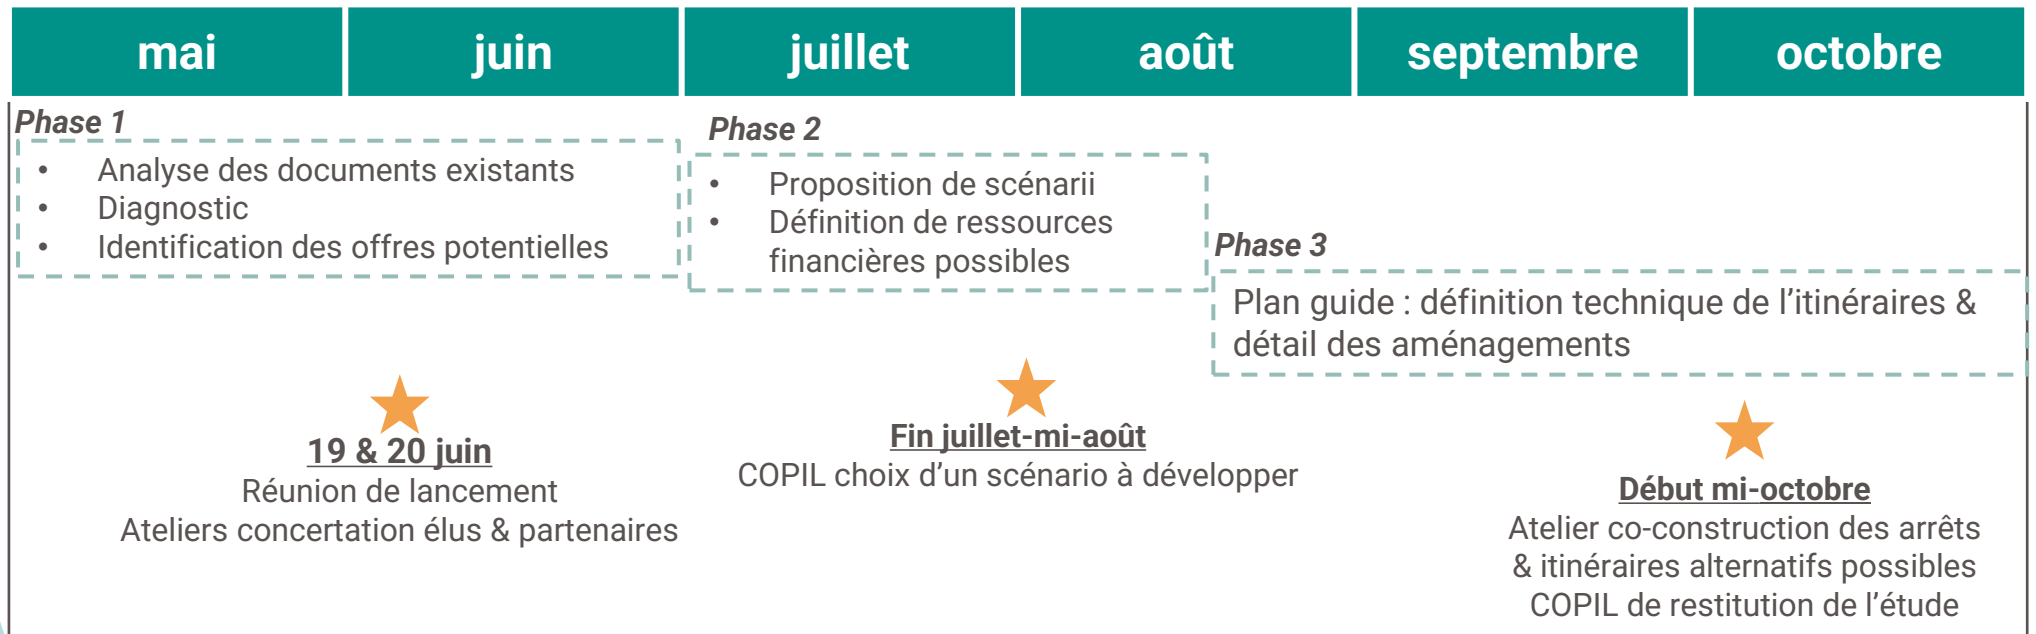 mai juin juillet août septembre octobre
Phase 1
• Analyse des documents existants
• Diagnostic
• Identification des offres potentielles
Phase 2
• Proposition de scénarii
• Définition de ressources
financières possibles
Phase 3
Plan guide : définition technique de l’itinéraires &
détail des aménagements
19 & 20 juin
Réunion de lancement
Ateliers concertation élus & partenaires
Fin juillet-mi-août
COPIL choix d’un scénario à développer
Début mi-octobre
Atelier co-construction des arrêts
& itinéraires alternatifs possibles
COPIL de restitution de l’étude